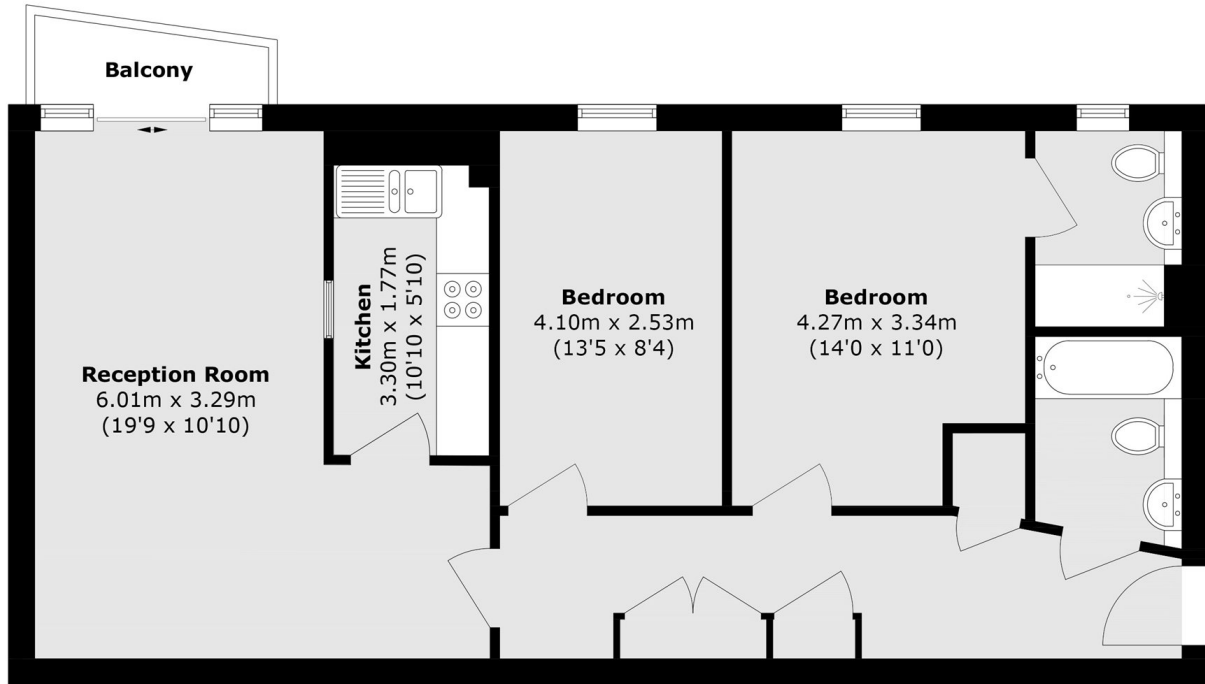 Balcony
Reception Room
6.01m x 3.29m
(19'9 x 10'10)
Kitchen
3.30m x 1.77m
(10'10 x 5'10)
Bedroom
4.10m x 2.53m
(13'5 x 8'4)
Bedroom
4.27m x 3.34m
(14'0 x 11'0)